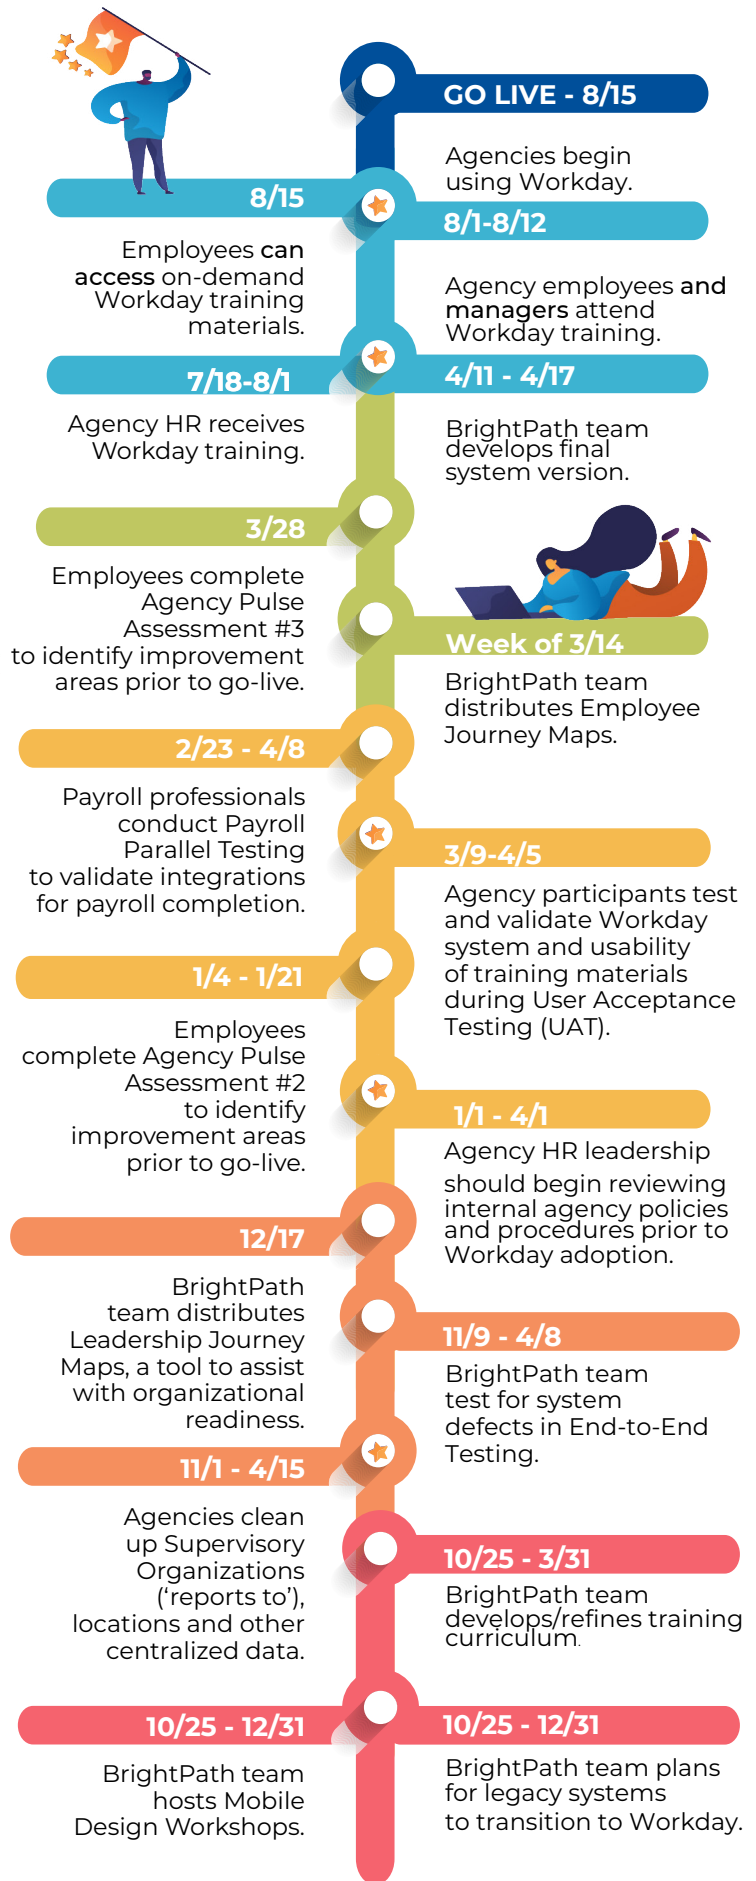 GO LIVE - 8/15
Agencies begin
using Workday.
8/15
Employees can
access on-demand
Workday training
materials.
8/1-8/12
Agency employees and
managers attend
Workday training.
7/18-8/1
Agency HR receives
Workday training.
4/11 - 4/17
BrightPath team
develops final
system version.
3/28
Employees complete
Agency Pulse
Assessment #3
to identify improvement
areas prior to go-live.
Week of 3/14
BrightPath team
distributes Employee
Journey Maps.
2/23 - 4/8
Payroll professionals
conduct Payroll
Parallel Testing
to validate integrations
for payroll completion.
3/9-4/5
Agency participants test
and validate Workday
system and usability
of training materials
during User Acceptance
Testing (UAT).
1/4 - 1/21
Employees
complete Agency Pulse
Assessment #2
to identify
improvement areas
prior to go-live.
1/1 - 4/1
Agency HR leadership
should begin reviewing
internal agency policies
and procedures prior to
Workday adoption.
12/17
BrightPath
team distributes
Leadership Journey
Maps, a tool to assist
with organizational
readiness.
11/9 - 4/8
BrightPath team
test for system
defects in End-to-End
Testing.
11/1 - 4/15
Agencies clean
up Supervisory
Organizations
(‘reports to’),
locations and other
centralized data.
10/25 - 3/31
BrightPath team
develops/refines training
curriculum.
10/25 - 12/31
BrightPath team
hosts Mobile
Design Workshops.
10/25 - 12/31
BrightPath team plans
for legacy systems
to transition to Workday.